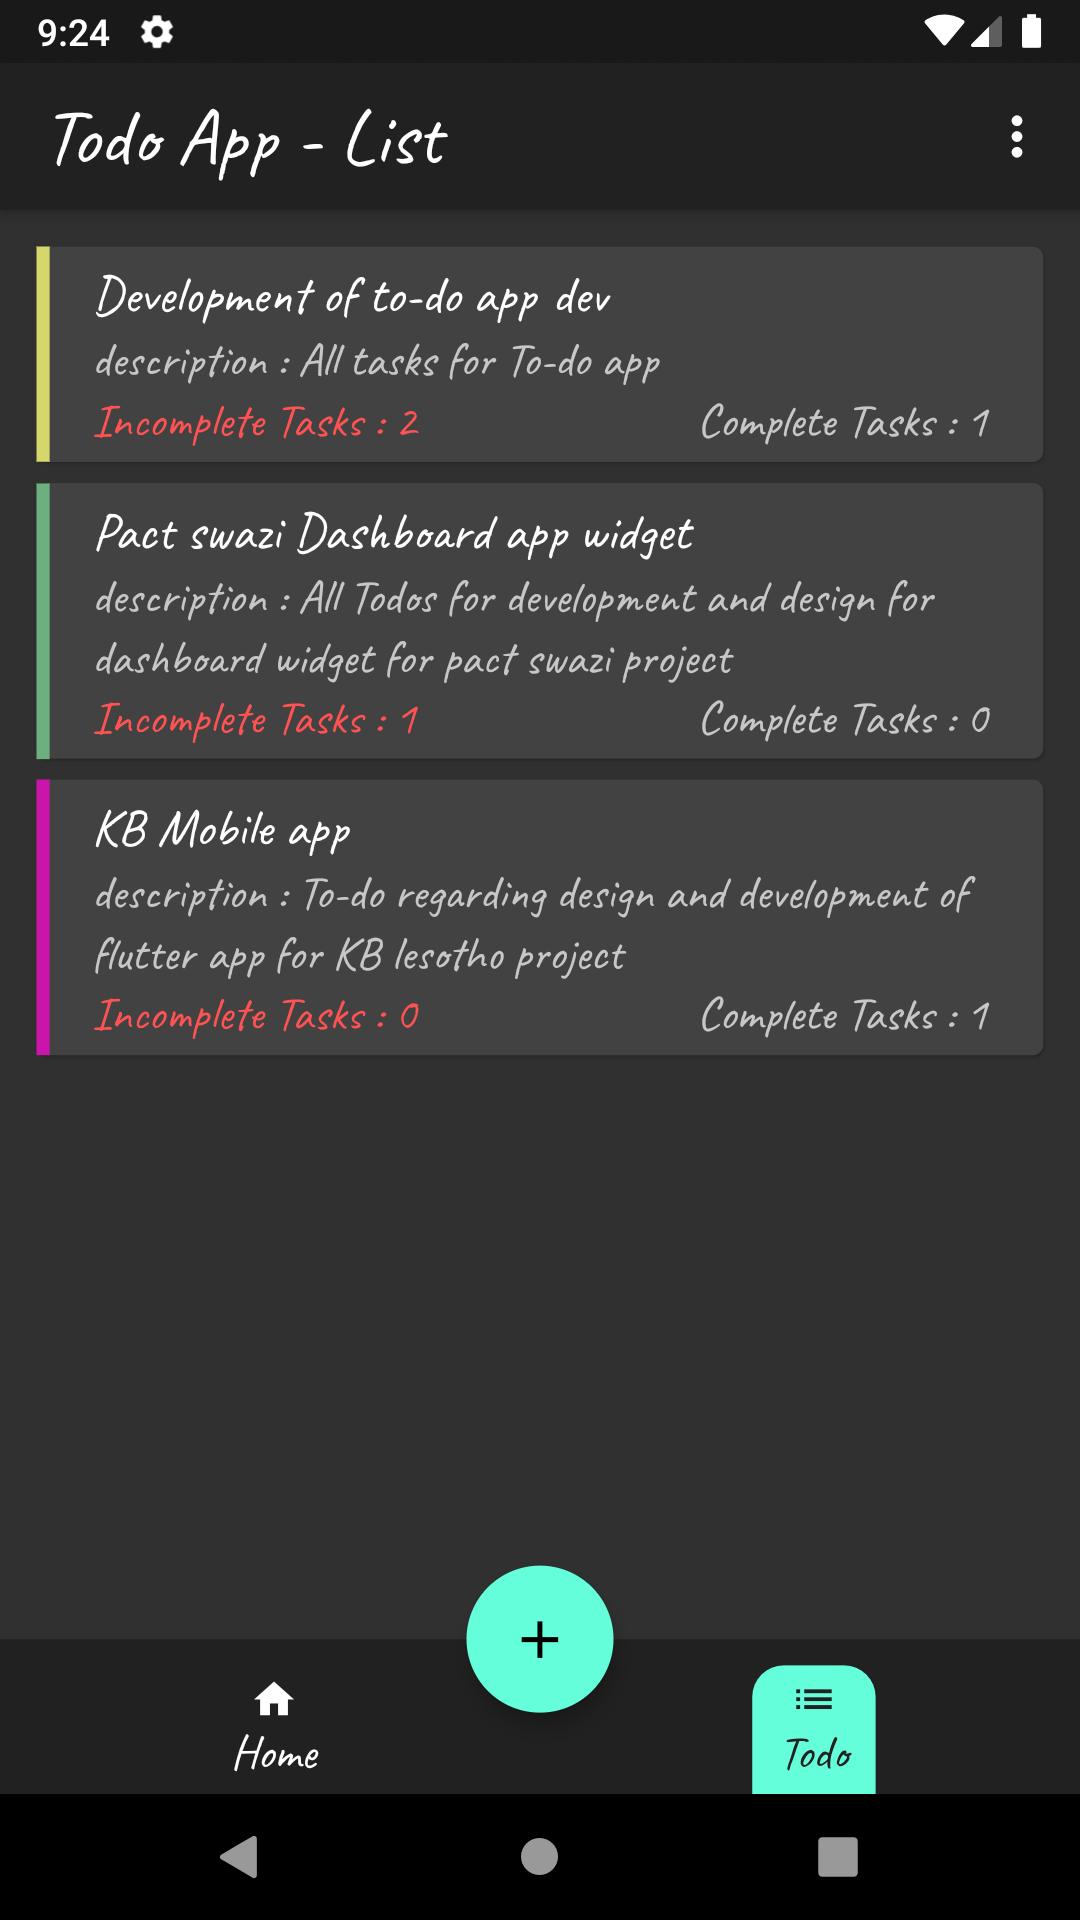 9:24
Todo App - List
Development of to-do app dev
description : All tasks for To-do app
Incomplete Tasks : 2 Complete Tasks : 1
Pact swazi Dashboard app widget
description : All Todos for development and design for
dashboard widget for pact swazi project
Incomplete Tasks : 1 Complete Tasks : 0
KB Mobile app
description : To-do regarding design and development of
flutter app for KB lesotho project
Incomplete Tasks : 0 Complete Tasks : 1
Home Todo